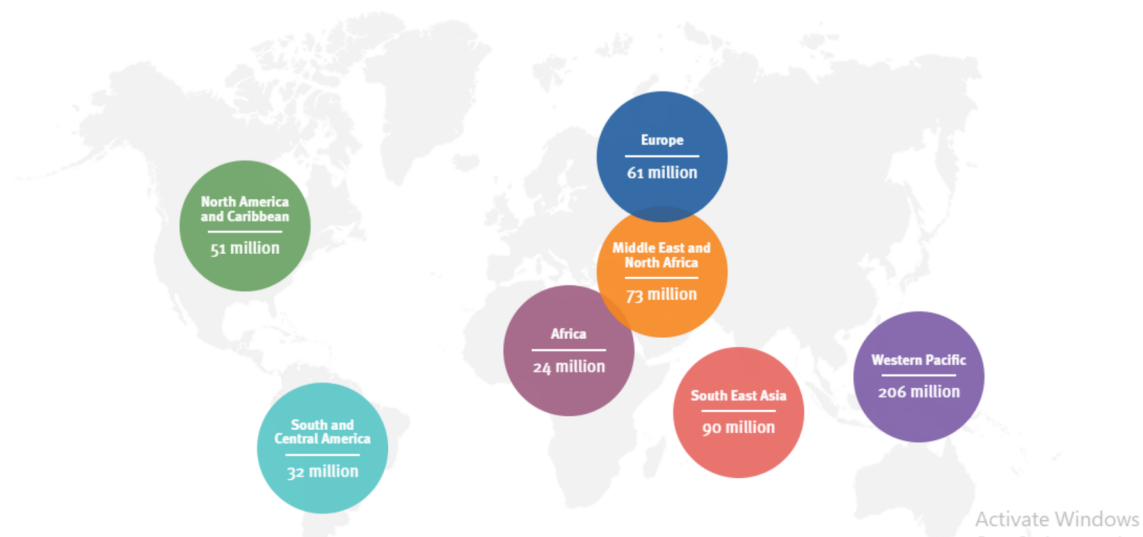 Europe
61 million
North America
and Caribbean
51 million
Middle East and
North Africa
73 million
Africa
24 million
Western Pacific
206 million
South East Asia
90 million
South and
Central America
32 million
Activate Windows